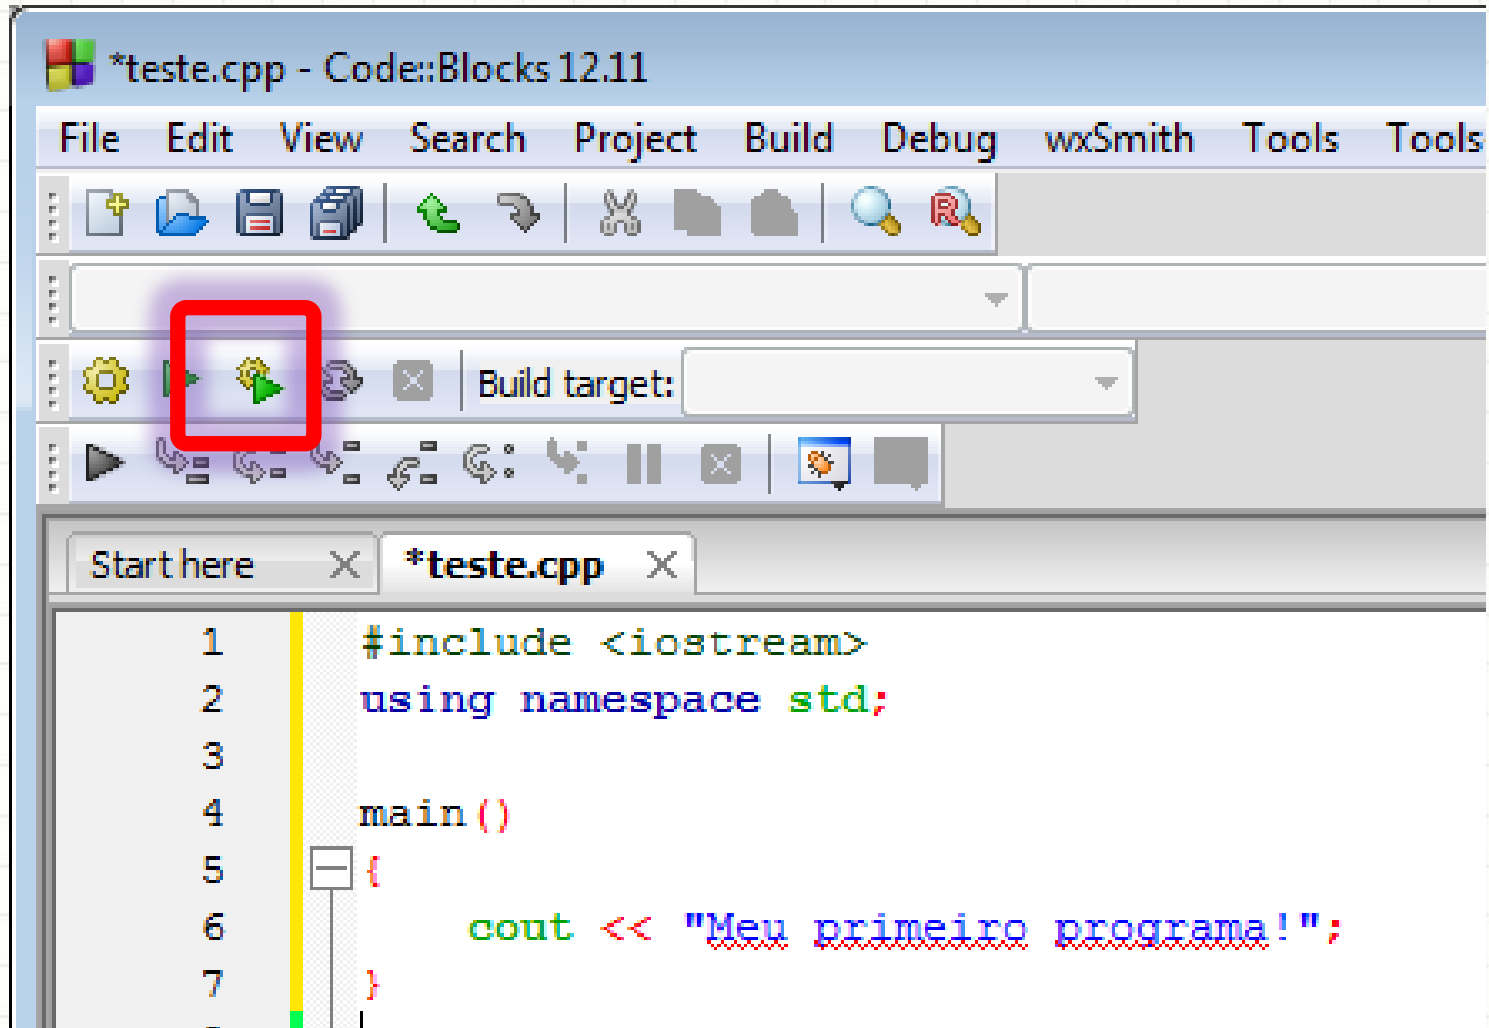 *teste.cpp - Code::Blocks 12.11
File Edit View Search Project Build Debug wxSmith Tools Tools
R
Build target:
Start here *teste.cpp
1 #include <iostream>
2 using namespace std;
3
4 main()
5 {
6 cout << "Meu primeiro programa!";
7 }